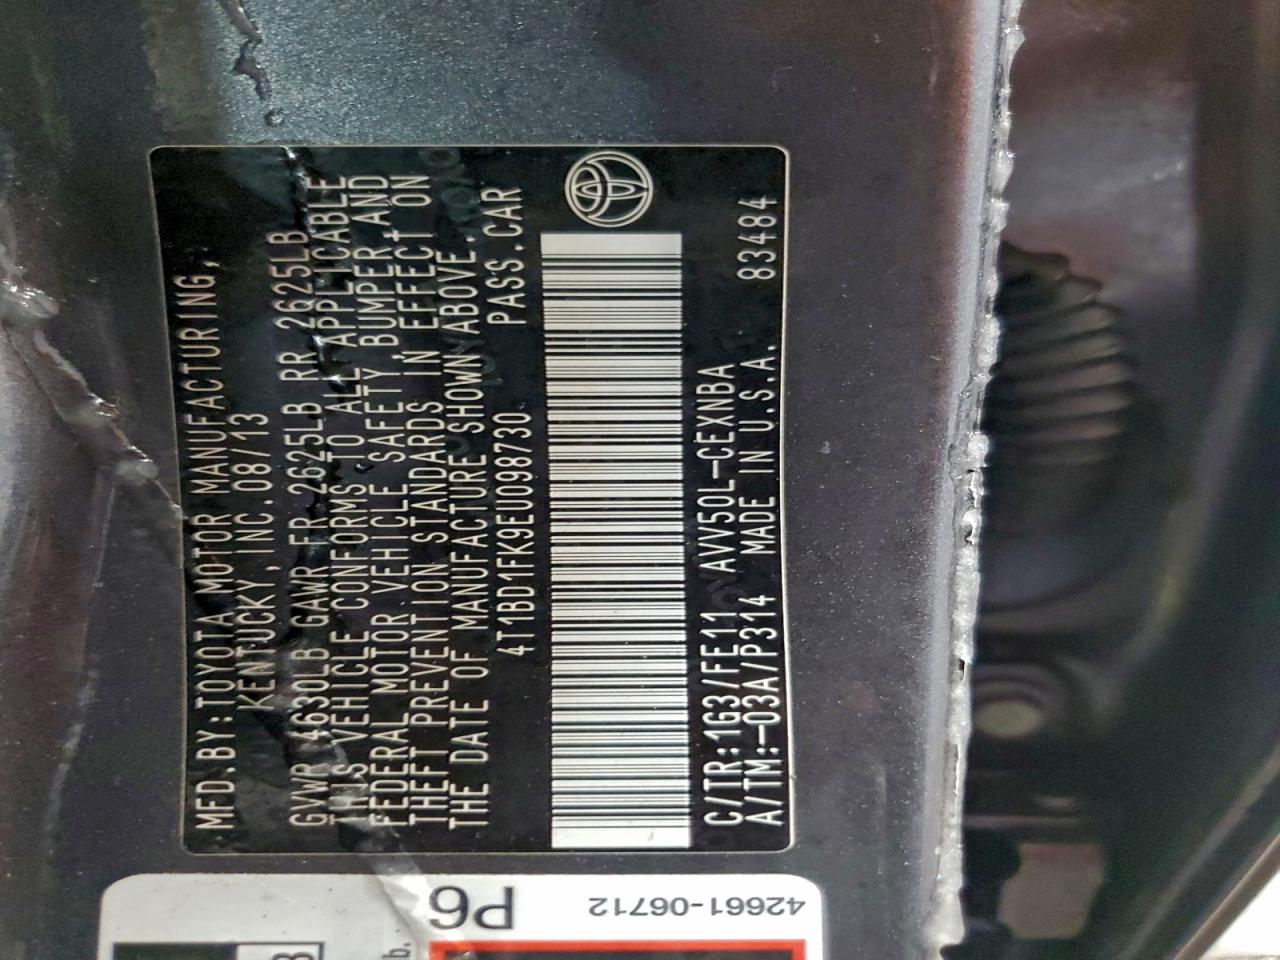 MFD.BY:TOYOTA MOTOR MANUFACTURING,
KENTUCKY,INC.08/13
GVWR 4630LB GAWR FR 2625LB RR 2625LB
THIS VEHICLE CONFORMS TO ALL APPLICABLE
FEDERAL MOTOR VEHICLE SAFETY,BUMPER,AND
THEFT PREVENTION STANDARDS IN EFFECT ON
THE DATE OF MANUFACTURE SHOWN ABOVE.
4T1BD1FK9EU098730 PASS.CAR
C/TR:1G3/FE11 AVV50L-CEXNBA
A/TM:-03A/P314 MADE IN U.S.A. 83484
42661-06712
P6